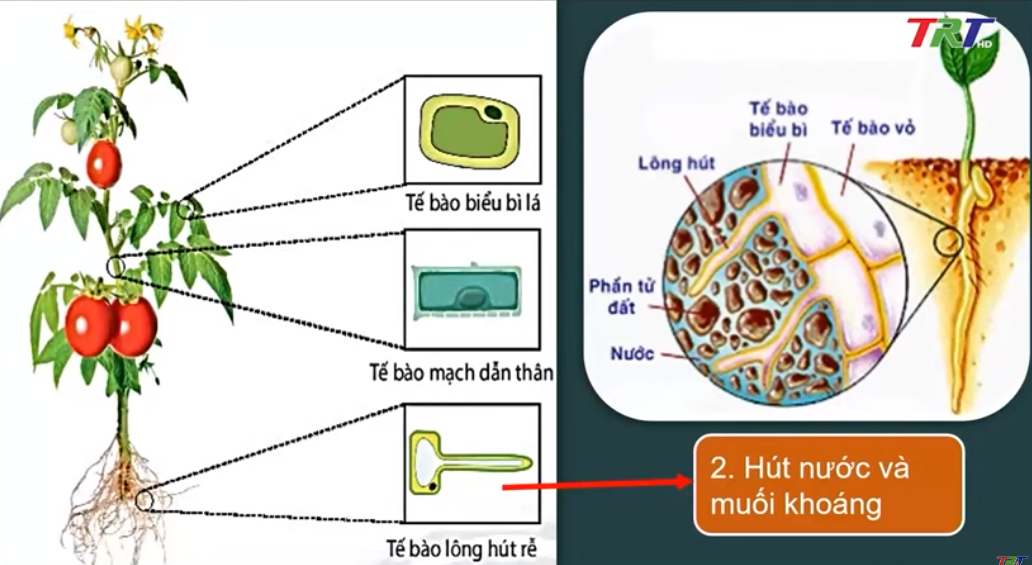 Tế bào biểu bì lá
Tế bào mạch dẫn thân
Tế bào lông hút rễ
TRT HD
Tế bào
biểu bì
Tế bào vỏ
Lông hút
Phần tử
đất
Nước
2. Hút nước và
muối khoáng
TRT